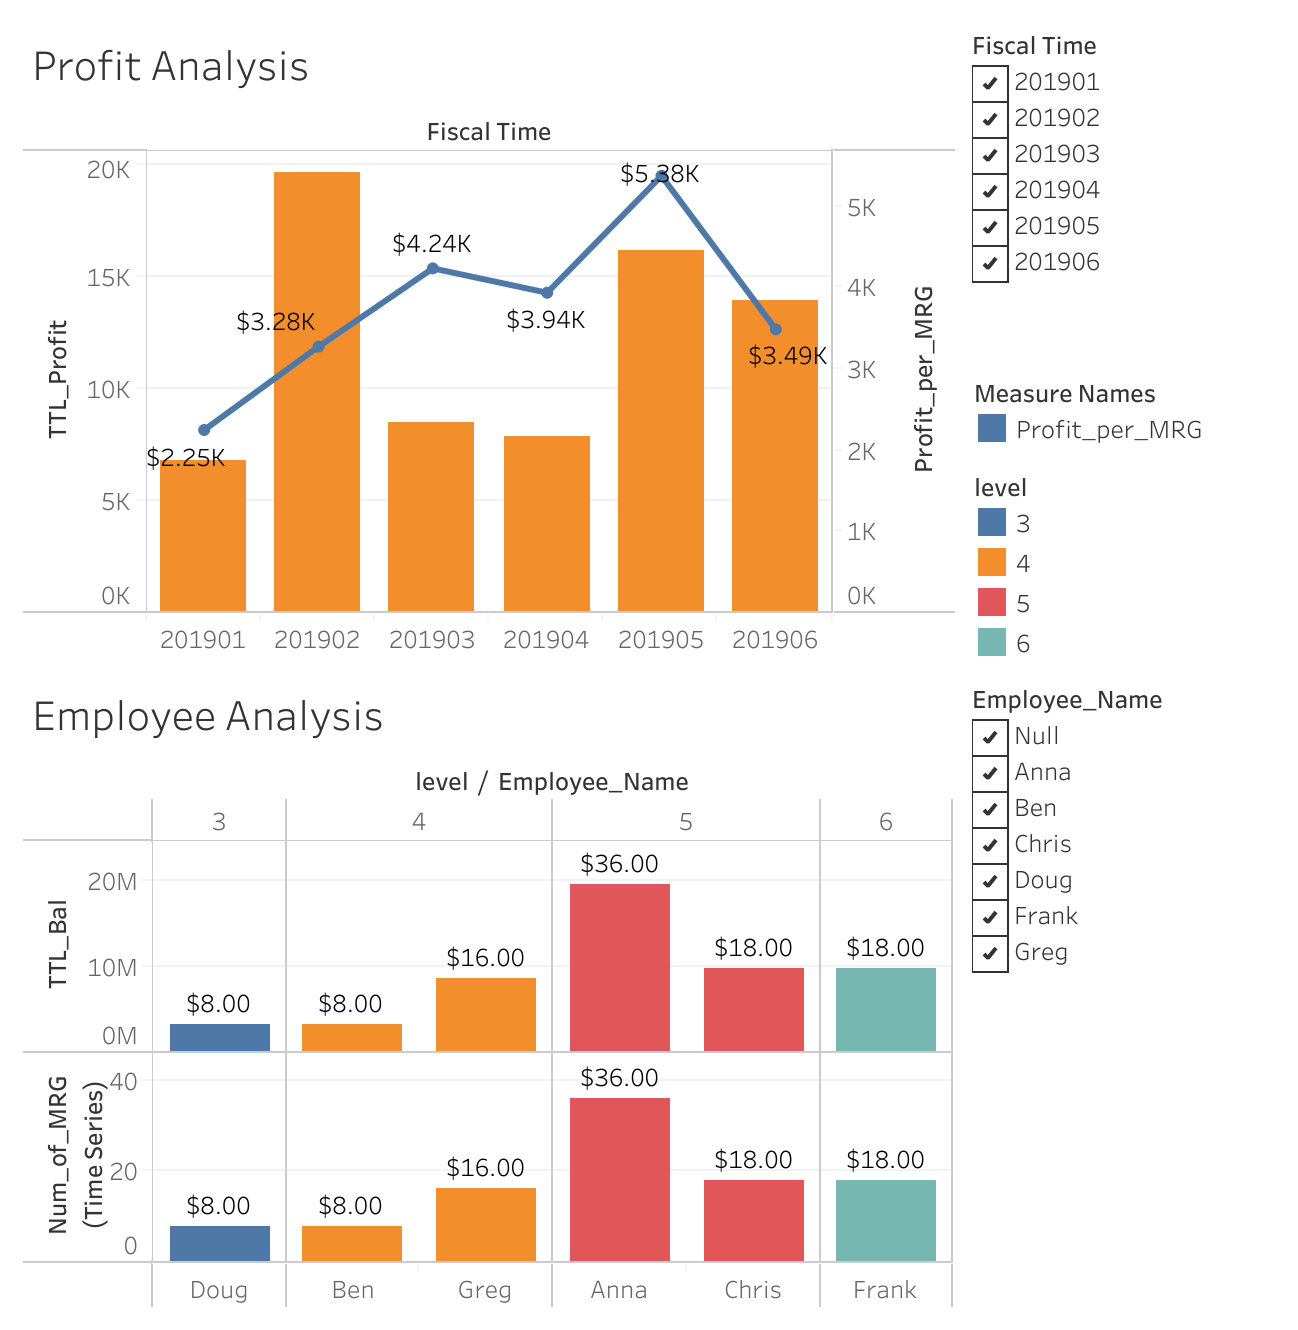 Profit Analysis
Fiscal Time
20K
15K
10K
5K
0K
TTL_Profit
$2.25K
$3.28K
$4.24K
$3.94K
$5.38K
$3.49K
5K
4K
3K
2K
1K
0K
Profit_per_MRG
201901 201902 201903 201904 201905 201906
Fiscal Time
201901
201902
201903
201904
201905
201906
Measure Names
Profit_per_MRG
level
3
4
5
6
Employee Analysis
level / Employee_Name
3 4 5 6
TTL_Bal
20M
10M
0M
$8.00 $8.00 $16.00 $36.00 $18.00 $18.00
Num_of_MRG
(Time Series)
40
20
0
$8.00 $8.00 $16.00 $36.00 $18.00 $18.00
Doug Ben Greg Anna Chris Frank
Employee_Name
Null
Anna
Ben
Chris
Doug
Frank
Greg